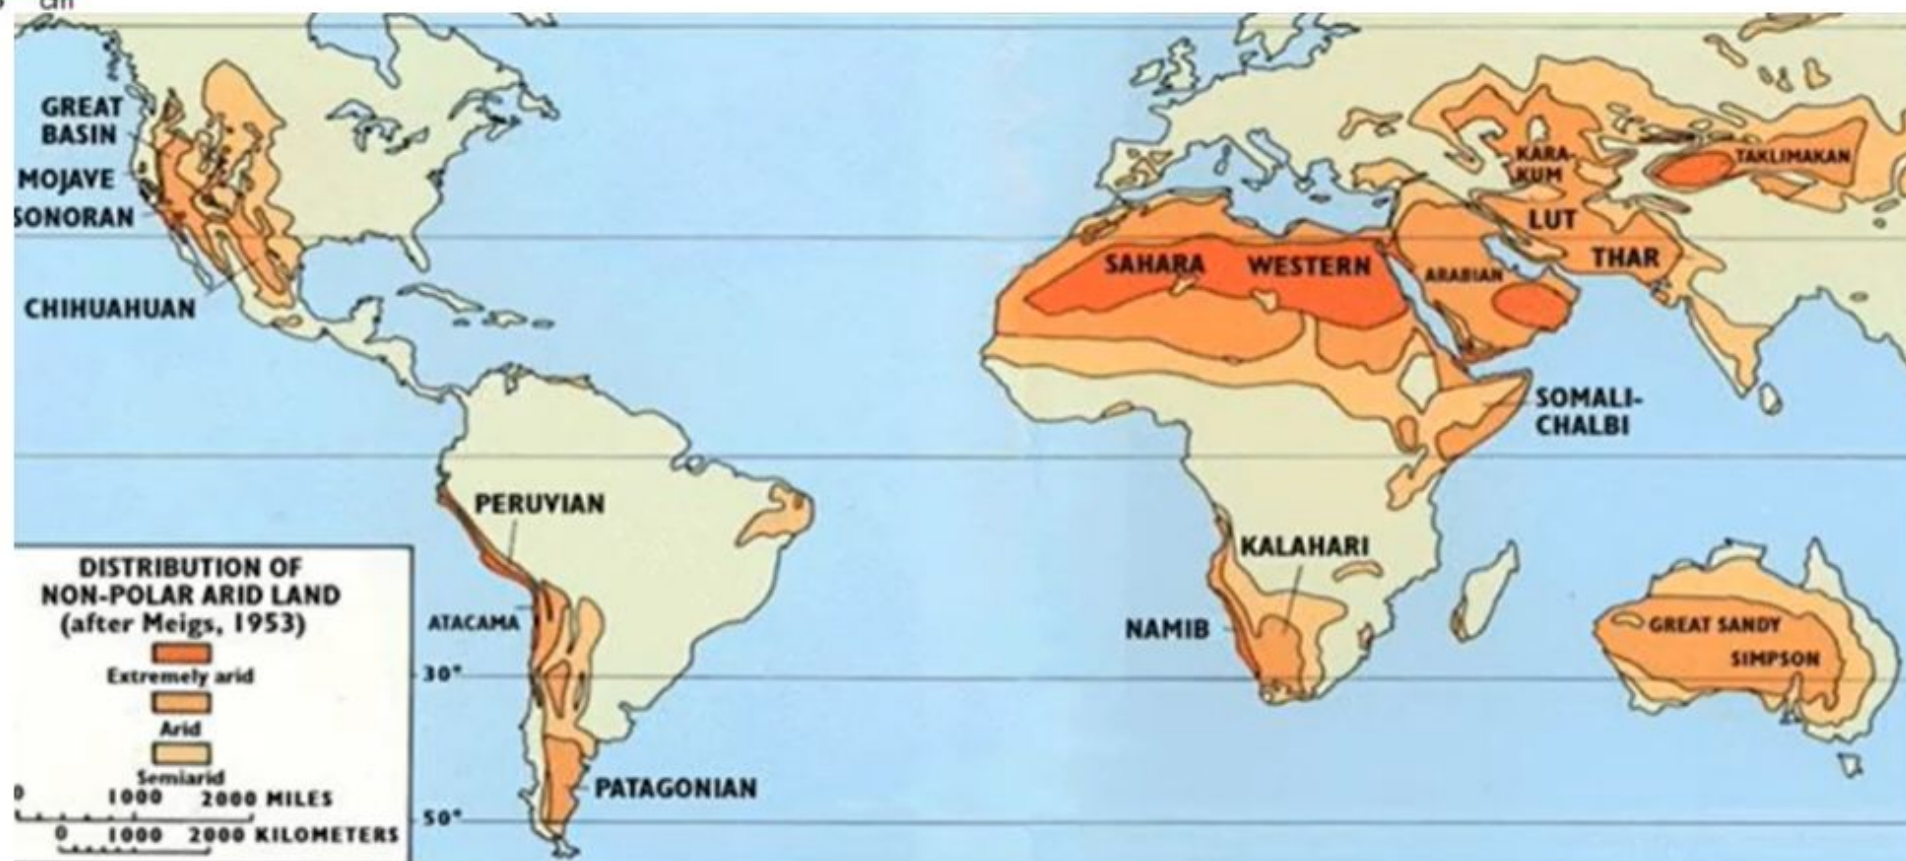 cm
GREAT
BASIN
MOJAVE
SONORAN
CHIHUAHUAN
KARA-
KUM
TAKLIMAKAN
LUT
THAR
SAHARA
WESTERN
ARABIAN
SOMALI-
CHALBI
PERUVIAN
KALAHARI
ATACAMA
NAMIB
GREAT SANDY
SIMPSON
30°
PATAGONIAN
50°
DISTRIBUTION OF
NON-POLAR ARID LAND
(after Meigs, 1953)
Extremely arid
Arid
Semiarid
0 1000 2000 MILES
0 1000 2000 KILOMETERS